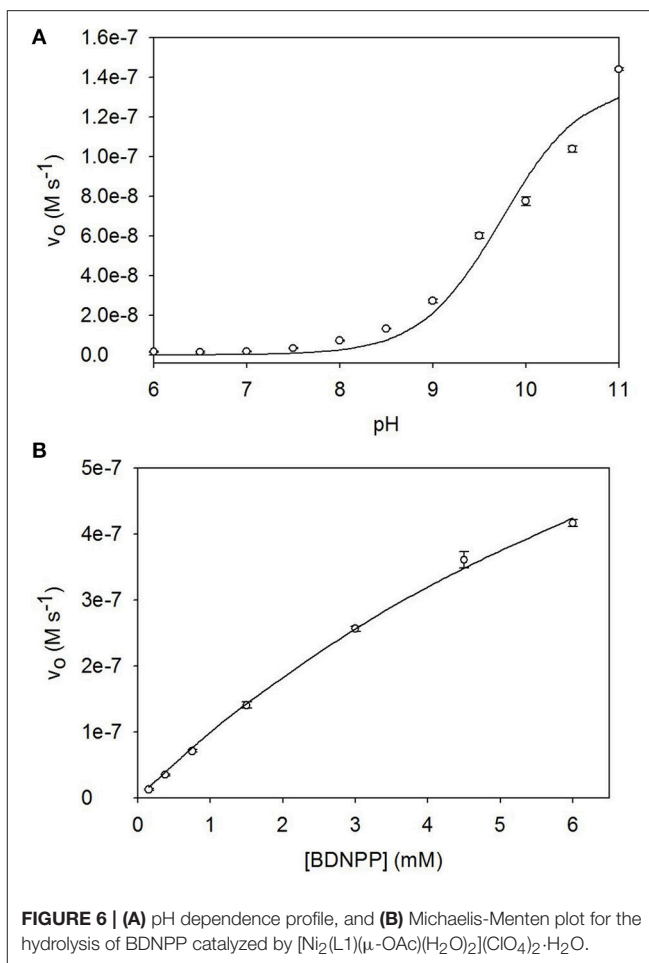 A
1.6e-7
1.4e-7
1.2e-7
1.0e-7
8.0e-8
6.0e-8
4.0e-8
2.0e-8
0.0
v₀ (M s⁻¹)
6 7 8 9 10 11
pH
B
5e-7
4e-7
3e-7
2e-7
1e-7
0
v₀ (M s⁻¹)
0 1 2 3 4 5 6
[BDNPP] (mM)
FIGURE 6 | (A) pH dependence profile, and (B) Michaelis-Menten plot for the
hydrolysis of BDNPP catalyzed by [Ni₂(L1)(μ-OAc)(H₂O)₂](ClO₄)₂·H₂O.